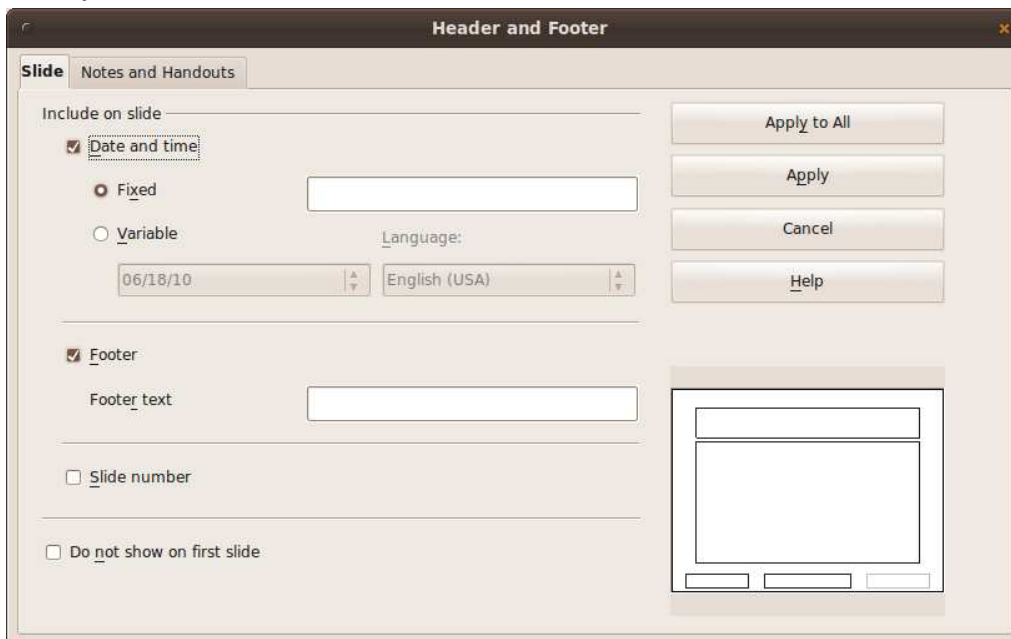 Header and Footer
Slide Notes and Handouts
Include on slide
Date and time
Fixed
Variable
Language:
06/18/10 English (USA)
Footer
Footer text
Slide number
Do not show on first slide
Apply to All
Apply
Cancel
Help